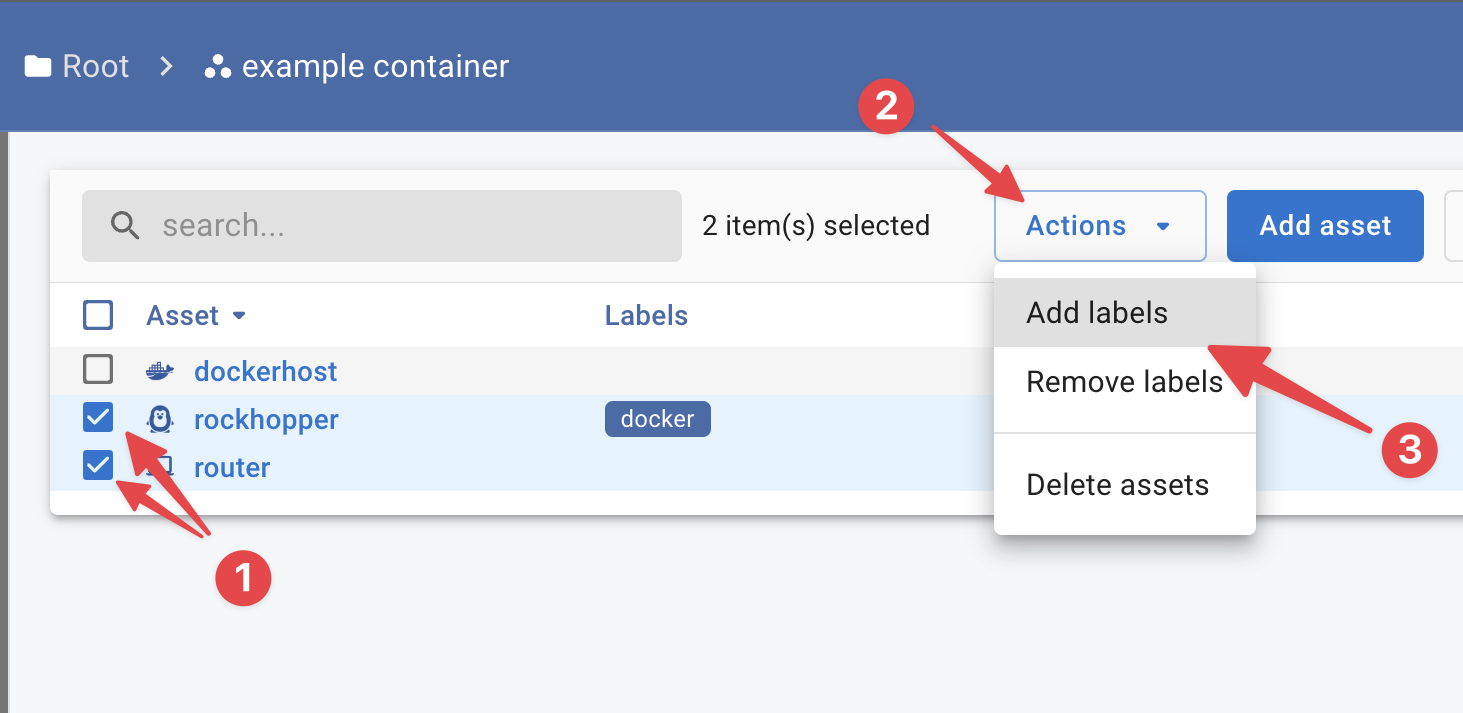 Root example container
2
search... 2 item(s) selected Actions Add asset
Asset Labels Add labels
dockerhost
Remove labels
rockhopper docker
3
router
Delete assets
1